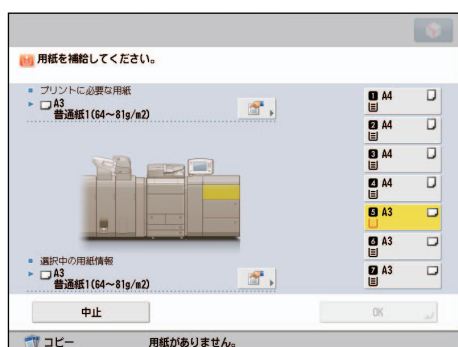 用紙を補給してください。
プリントに必要な用紙
A3
普通紙1(64~81g/m2)
1 A4
2 A4
3 A4
4 A4
5 A3
6 A3
7 A3
選択中の用紙情報
A3
普通紙1(64~81g/m2)
中止
OK
コピー 用紙がありません。